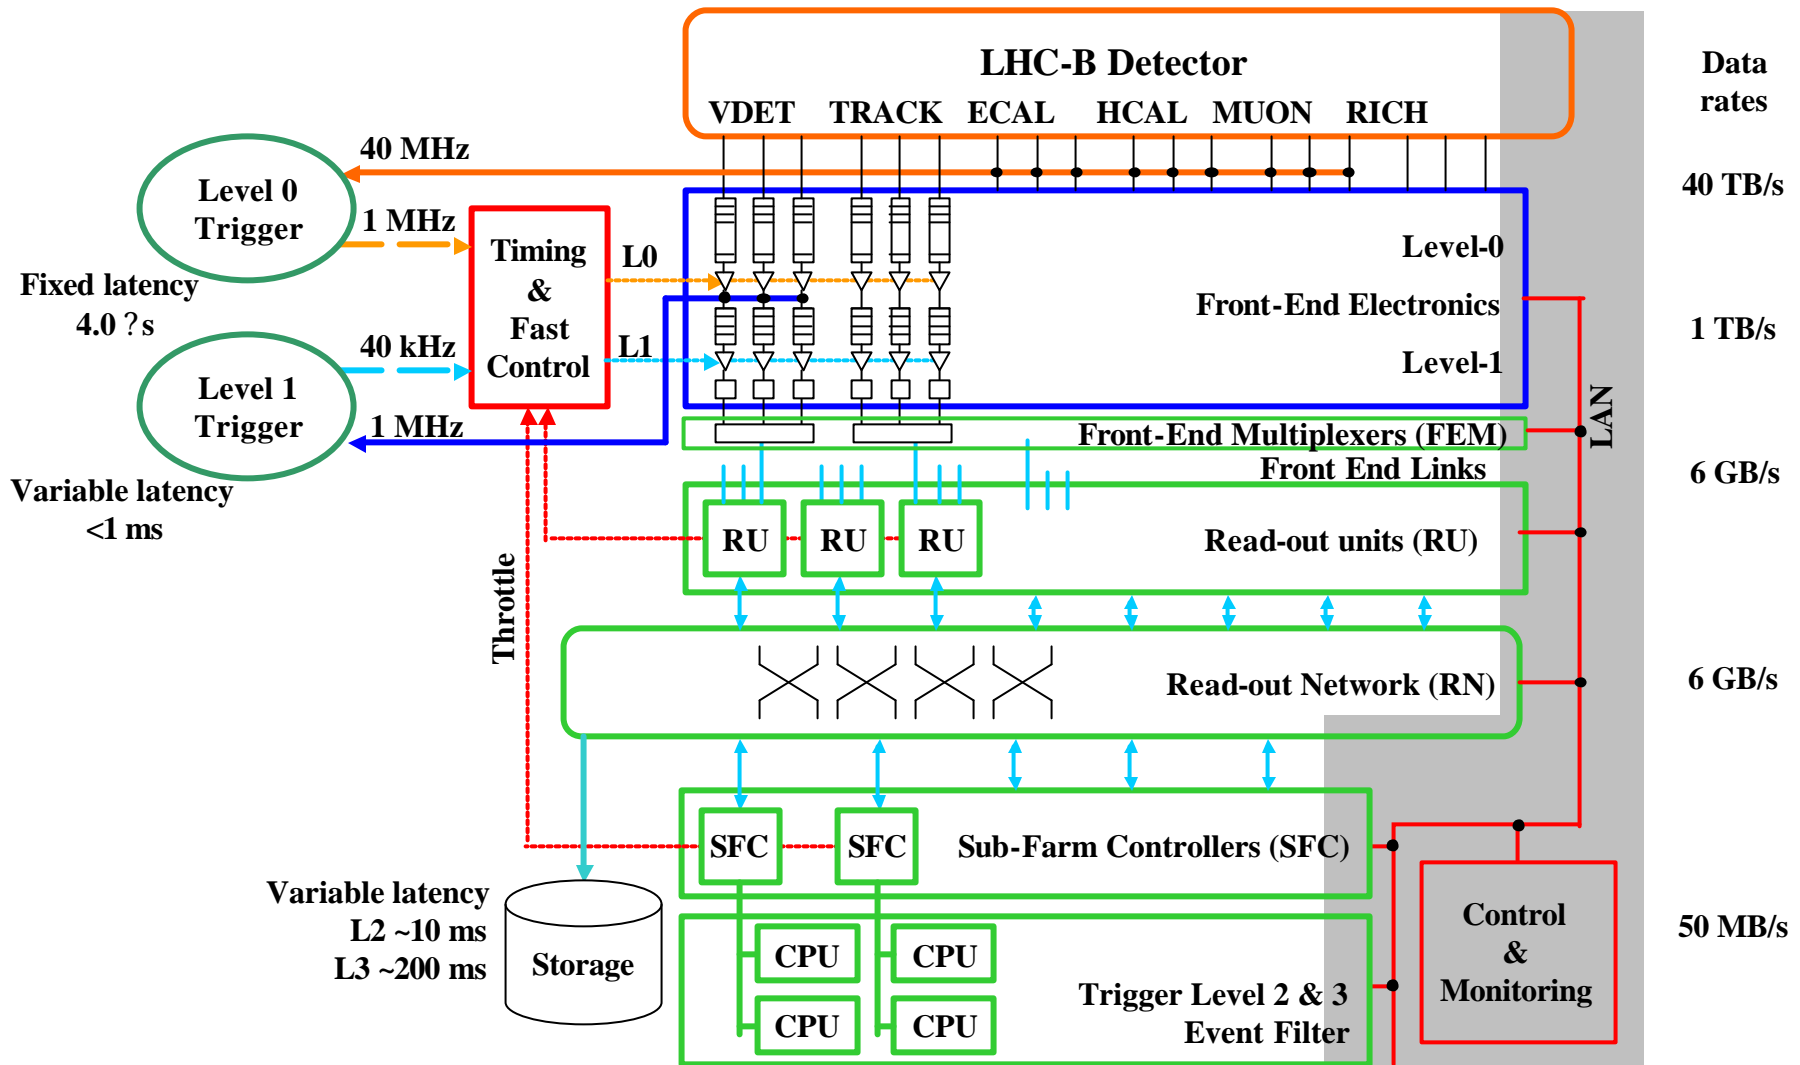 LHC-B Detector
VDET TRACK ECAL HCAL MUON RICH
Data
rates
40 MHz
Level 0
Trigger
1 MHz
40 TB/s
Timing
&
Fast
Control
L0
L1
Level-0
Front-End Electronics
Level-1
Fixed latency
4.0 ?s
1 TB/s
40 kHz
Level 1
Trigger
1 MHz
LAN
Front-End Multiplexers (FEM)
Front End Links
6 GB/s
Variable latency
<1 ms
RU RU RU
Read-out units (RU)
Throttle
Read-out Network (RN)
6 GB/s
SFC SFC
Sub-Farm Controllers (SFC)
Variable latency
L2 ~10 ms
L3 ~200 ms
Storage
CPU CPU
CPU CPU
Trigger Level 2 & 3
Event Filter
Control
&
Monitoring
50 MB/s